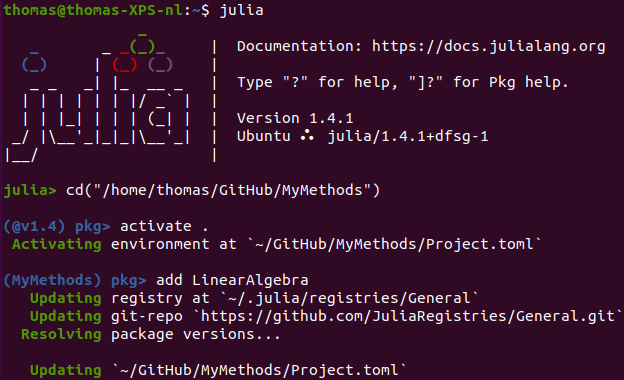 thomas@thomas-XPS-nl:~$ julia
               _
   _       _ _(_)_     |  Documentation: https://docs.julialang.org
  (_)     | (_) (_)    |
   _ _   _| |_  __ _   |  Type "?" for help, "]?" for Pkg help.
  | | | | | | |/ _` |  |
  | | |_| | | | (_| |  |  Version 1.4.1
 _/ |\__'_|_|_|\__'_|  |  Ubuntu ⛬  julia/1.4.1+dfsg-1
|__/                   |
julia> cd("/home/thomas/GitHub/MyMethods")
(@v1.4) pkg> activate .
 Activating environment at `~/GitHub/MyMethods/Project.toml`
(MyMethods) pkg> add LinearAlgebra
   Updating registry at `~/.julia/registries/General`
   Updating git-repo `https://github.com/JuliaRegistries/General.git`
  Resolving package versions...
   Updating `~/GitHub/MyMethods/Project.toml`